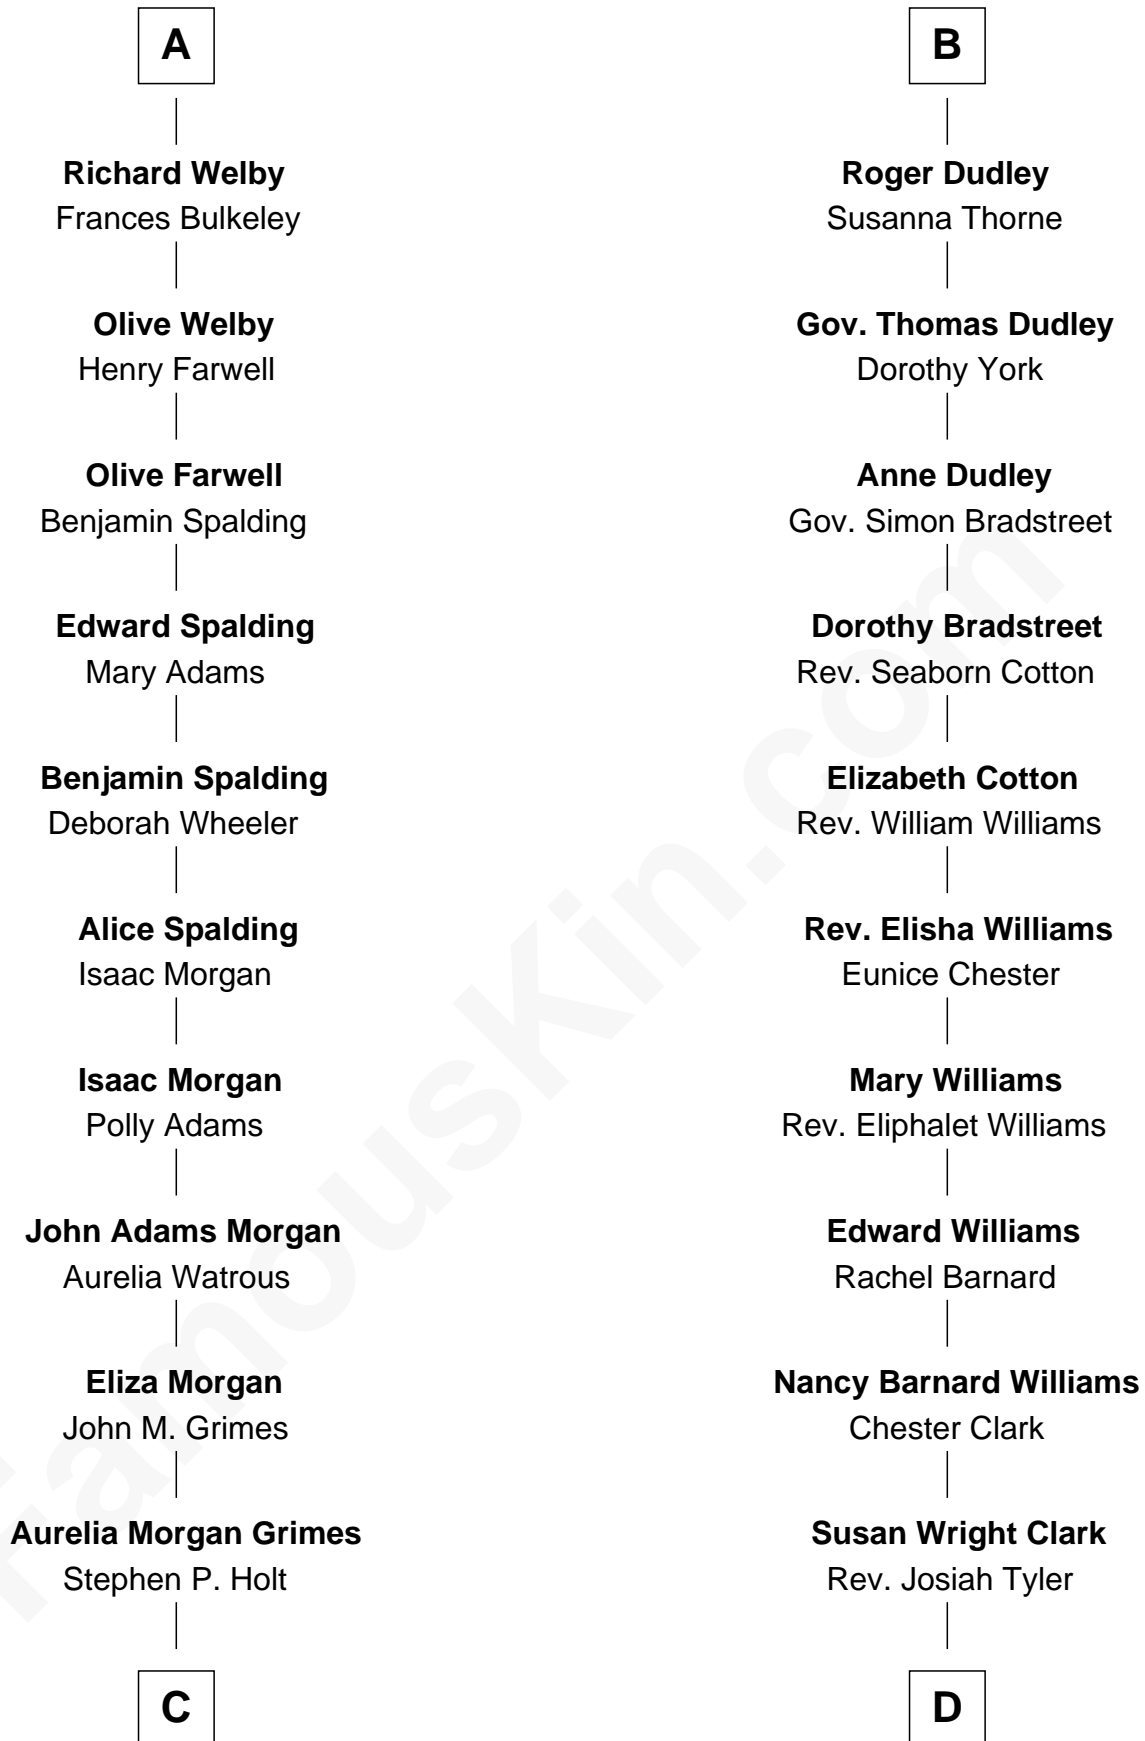 A
Richard Welby
Frances Bulkeley
Olive Welby
Henry Farwell
Olive Farwell
Benjamin Spalding
Edward Spalding
Mary Adams
Benjamin Spalding
Deborah Wheeler
Alice Spalding
Isaac Morgan
Isaac Morgan
Polly Adams
John Adams Morgan
Aurelia Watrous
Eliza Morgan
John M. Grimes
Aurelia Morgan Grimes
Stephen P. Holt
C
B
Roger Dudley
Susanna Thorne
Gov. Thomas Dudley
Dorothy York
Anne Dudley
Gov. Simon Bradstreet
Dorothy Bradstreet
Rev. Seaborn Cotton
Elizabeth Cotton
Rev. William Williams
Rev. Elisha Williams
Eunice Chester
Mary Williams
Rev. Eliphalet Williams
Edward Williams
Rachel Barnard
Nancy Barnard Williams
Chester Clark
Susan Wright Clark
Rev. Josiah Tyler
D
FamousKin.com